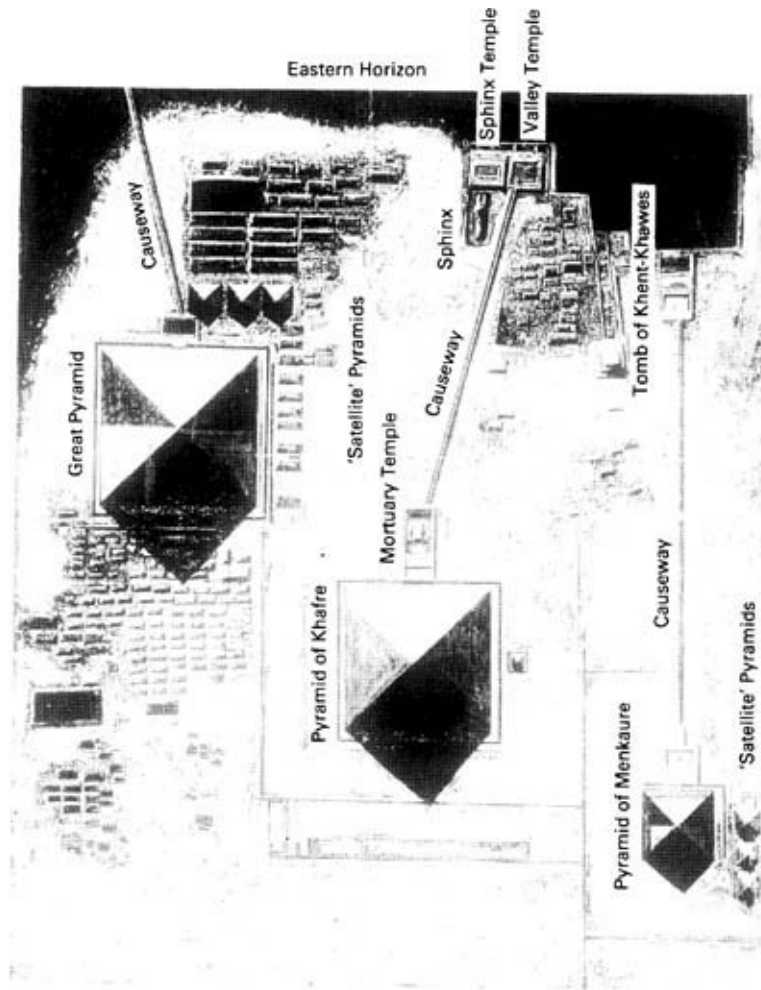 Eastern Horizon
Sphinx Temple
Valley Temple
Causeway
Sphinx
Great Pyramid
'Satellite' Pyramids
Causeway
Tomb of Khent-Khawes
Mortuary Temple
Pyramid of Khafre
Causeway
Pyramid of Menkaure
'Satellite' Pyramids